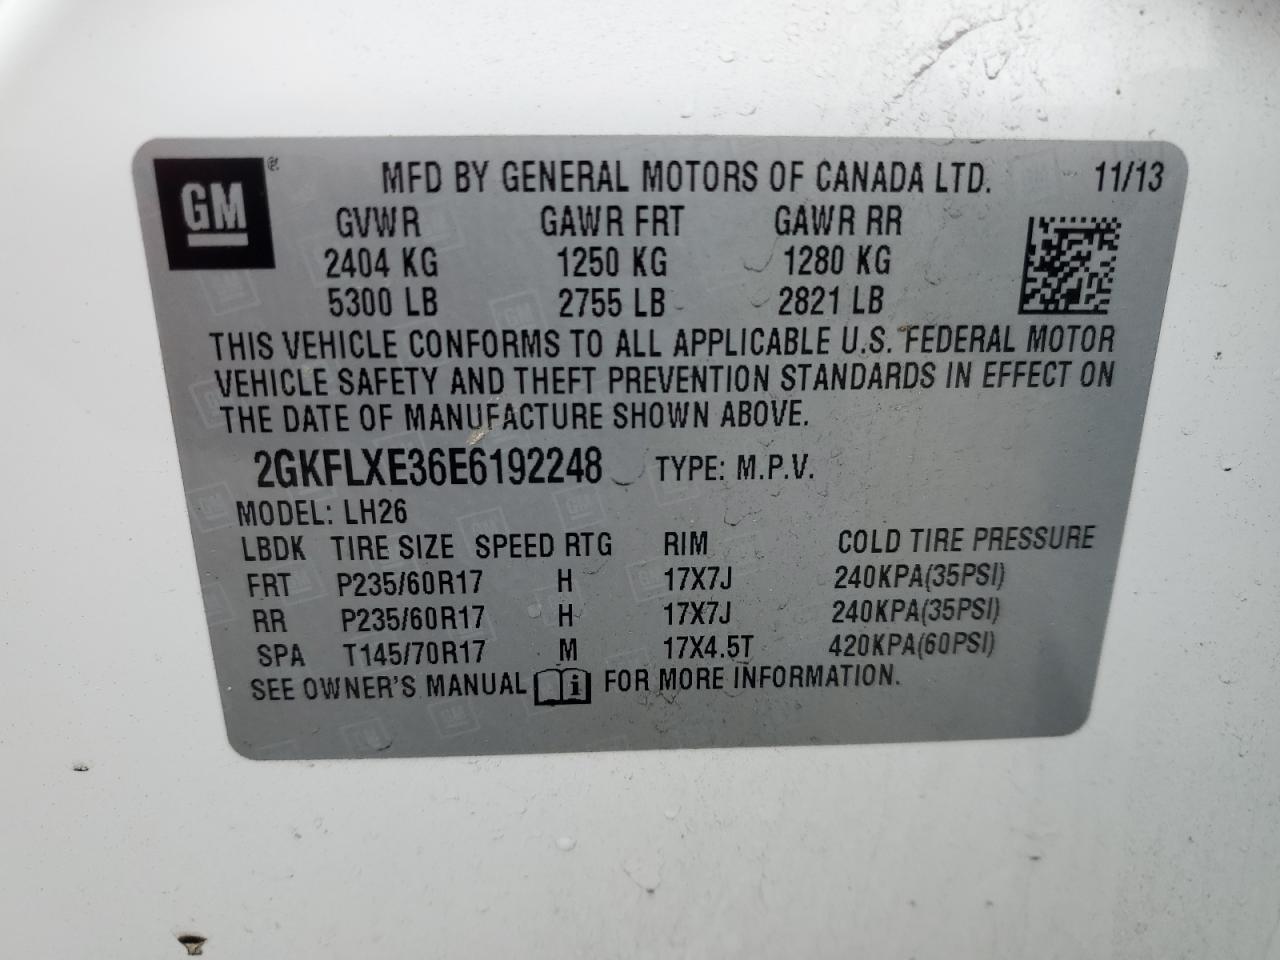 GM ® MFD BY GENERAL MOTORS OF CANADA LTD. 11/13
GVWR GAWR FRT GAWR RR
2404 KG 1250 KG 1280 KG
5300 LB 2755 LB 2821 LB
THIS VEHICLE CONFORMS TO ALL APPLICABLE U.S. FEDERAL MOTOR
VEHICLE SAFETY AND THEFT PREVENTION STANDARDS IN EFFECT ON
THE DATE OF MANUFACTURE SHOWN ABOVE.
2GKFLXE36E6192248 TYPE: M.P.V.
MODEL: LH26
LBDK TIRE SIZE SPEED RTG RIM COLD TIRE PRESSURE
FRT P235/60R17 H 17X7J 240KPA(35PSI)
RR P235/60R17 H 17X7J 240KPA(35PSI)
SPA T145/70R17 M 17X4.5T 420KPA(60PSI)
SEE OWNER'S MANUAL i FOR MORE INFORMATION.